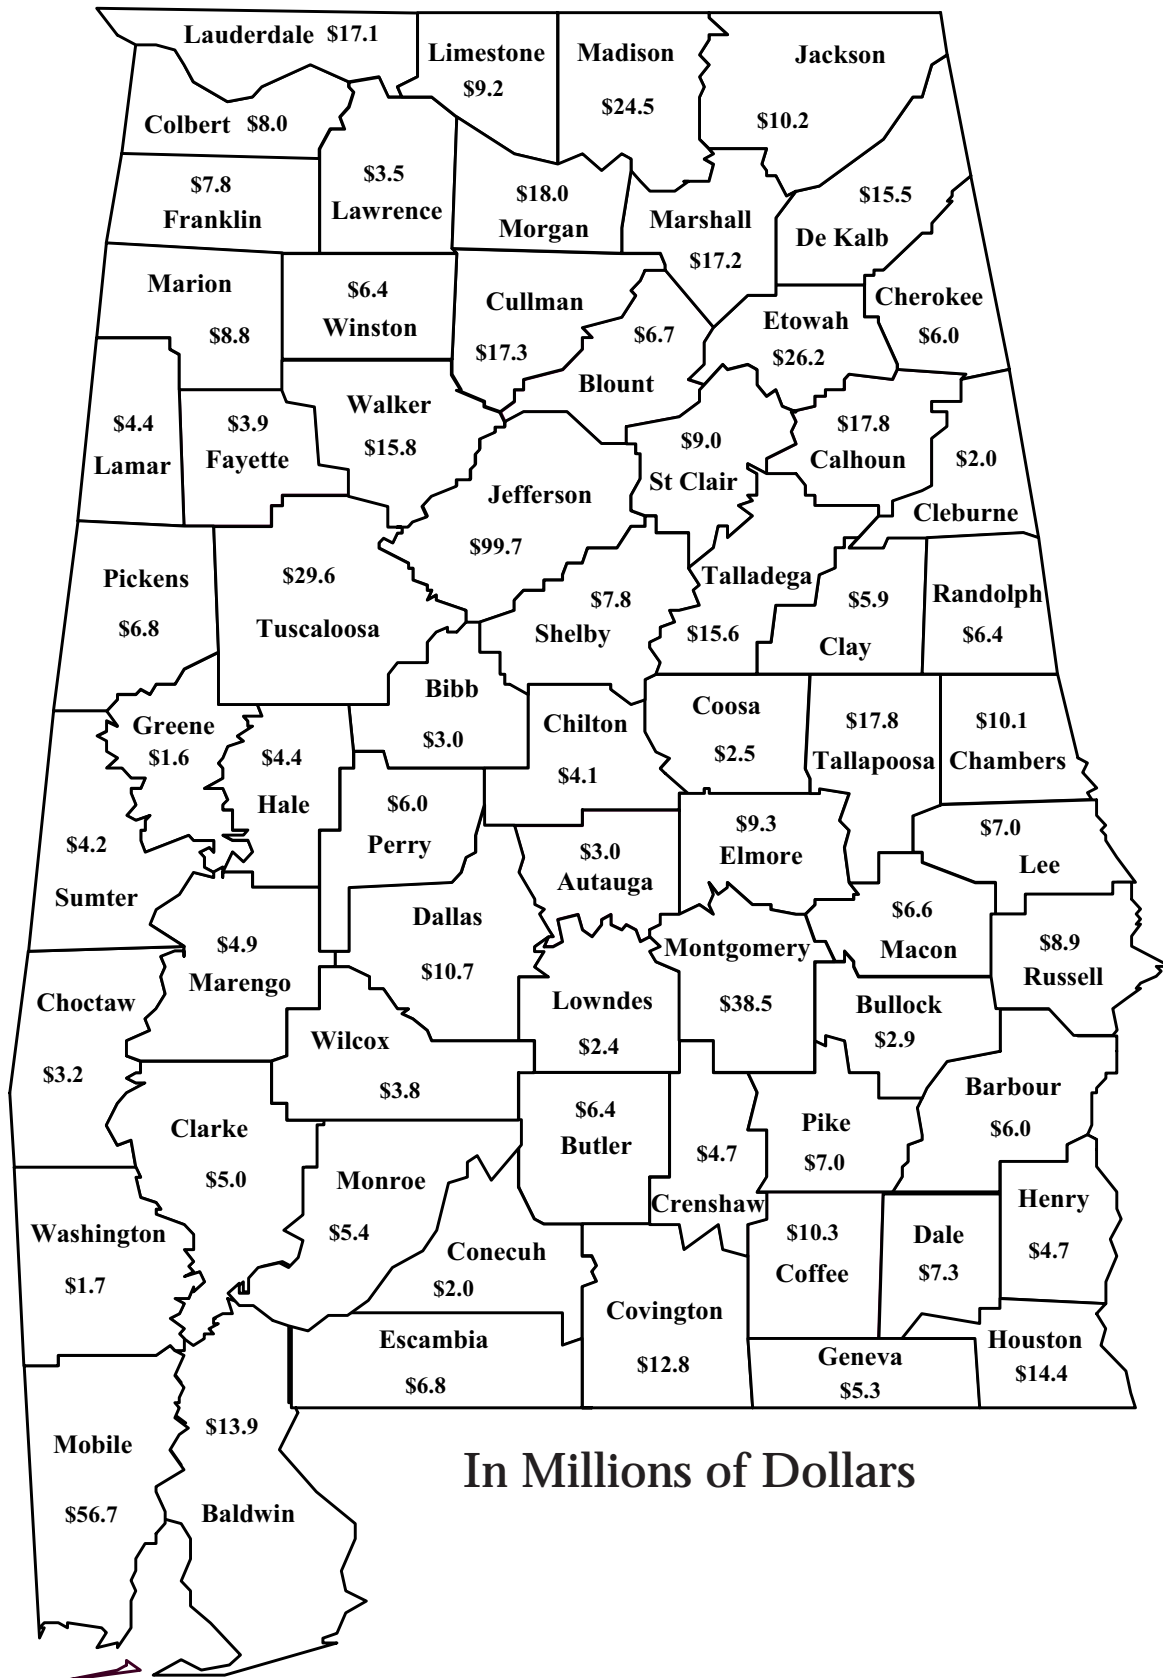 Lauderdale $17.1
Limestone
$9.2
Madison
$24.5
Jackson
$10.2
Colbert $8.0
$7.8
Franklin
$3.5
Lawrence
$18.0
Morgan
Marshall
$17.2
$15.5
De Kalb
Marion
$8.8
$6.4
Winston
Cullman
$17.3
$6.7
Blount
Etowah
$26.2
Cherokee
$6.0
$4.4
Lamar
$3.9
Fayette
Walker
$15.8
Jefferson
$99.7
$9.0
St Clair
$17.8
Calhoun
$2.0
Cleburne
Pickens
$6.8
$29.6
Tuscaloosa
$7.8
Shelby
Talladega
$15.6
$5.9
Clay
Randolph
$6.4
Greene
$1.6
$4.4
Hale
Bibb
$3.0
Chilton
$4.1
Coosa
$2.5
$17.8
Tallapoosa
$10.1
Chambers
$4.2
Sumter
$6.0
Perry
$3.0
Autauga
$9.3
Elmore
$7.0
Lee
$4.9
Marengo
Dallas
$10.7
Montgomery
$38.5
$6.6
Macon
$8.9
Russell
Choctaw
$3.2
Wilcox
$3.8
Lowndes
$2.4
Bullock
$2.9
Barbour
$6.0
Clarke
$5.0
Monroe
$5.4
$6.4
Butler
$4.7
Crenshaw
Pike
$7.0
Henry
$4.7
Washington
$1.7
Conecuh
$2.0
Covington
$12.8
$10.3
Coffee
Dale
$7.3
Escambia
$6.8
Geneva
$5.3
Houston
$14.4
Mobile
$56.7
$13.9
Baldwin
In Millions of Dollars